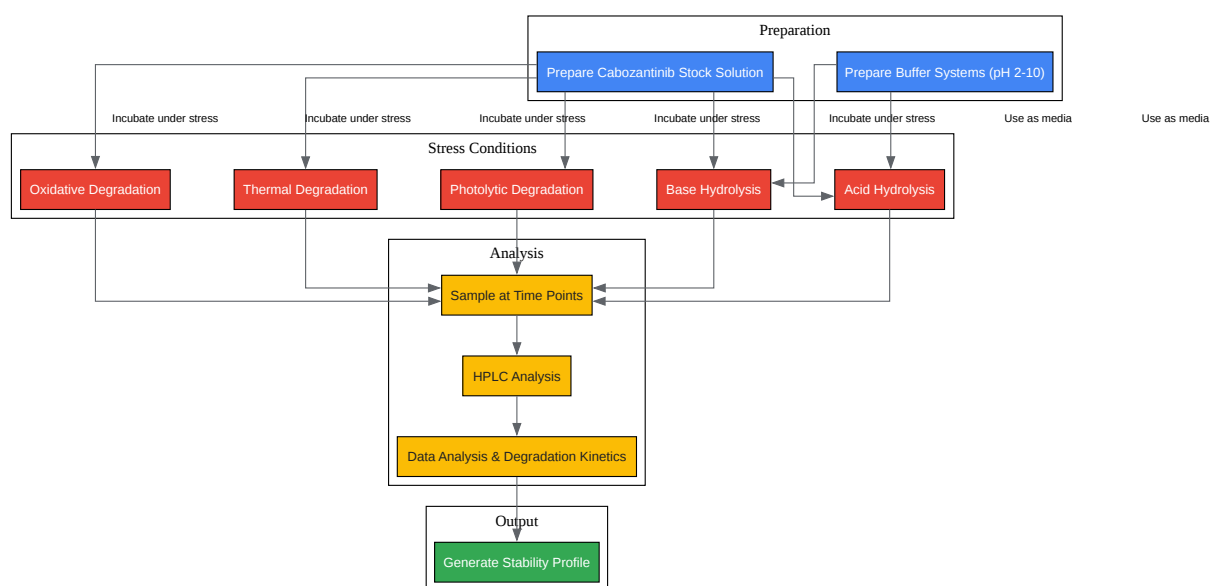 Preparation
Prepare Cabozantinib Stock Solution
Prepare Buffer Systems (pH 2-10)
Incubate under stress
Incubate under stress
Incubate under stress
Incubate under stress
Incubate under stress
Use as media
Use as media
Stress Conditions
Oxidative Degradation
Thermal Degradation
Photolytic Degradation
Base Hydrolysis
Acid Hydrolysis
Analysis
Sample at Time Points
HPLC Analysis
Data Analysis & Degradation Kinetics
Output
Generate Stability Profile